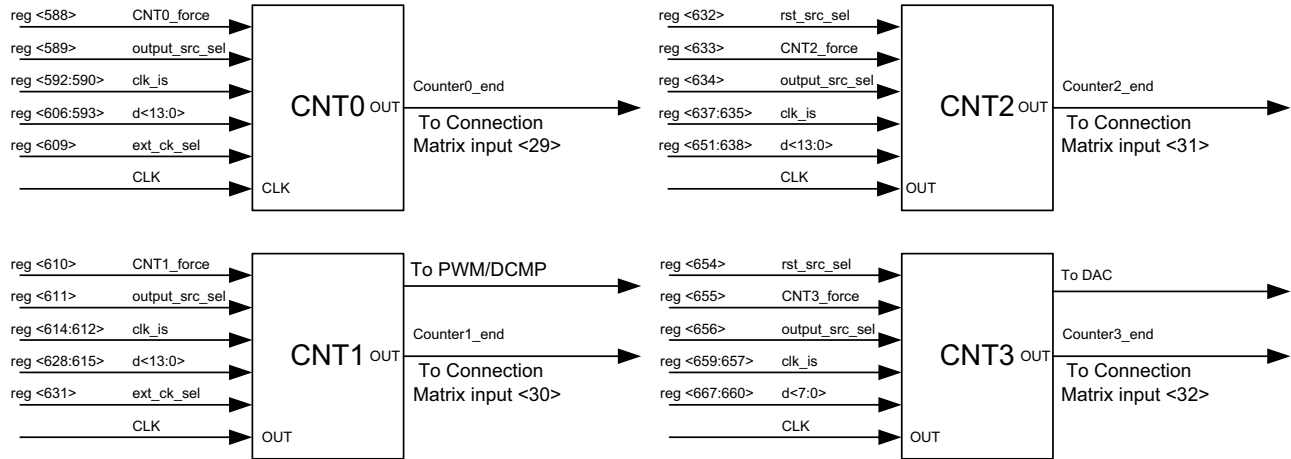 reg <588> CNT0_force
reg <589> output_src_sel
reg <592:590> clk_is
reg <606:593> d<13:0>
reg <609> ext_ck_sel
CLK
CLK
CNT0
OUT
Counter0_end
To Connection
Matrix input <29>
reg <632> rst_src_sel
reg <633> CNT2_force
reg <634> output_src_sel
reg <637:635> clk_is
reg <651:638> d<13:0>
CLK
OUT
CNT2
OUT
Counter2_end
To Connection
Matrix input <31>
reg <610> CNT1_force
reg <611> output_src_sel
reg <614:612> clk_is
reg <628:615> d<13:0>
reg <631> ext_ck_sel
CLK
OUT
CNT1
OUT
To PWM/DCMP
Counter1_end
To Connection
Matrix input <30>
reg <654> rst_src_sel
reg <655> CNT3_force
reg <656> output_src_sel
reg <659:657> clk_is
reg <667:660> d<7:0>
CLK
OUT
CNT3
OUT
To DAC
Counter3_end
To Connection
Matrix input <32>